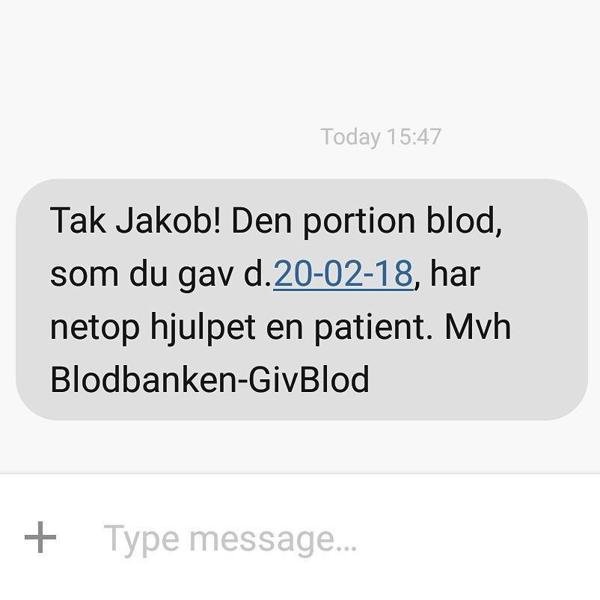 Today 15:47
Tak Jakob! Den portion blod,
som du gav d.20-02-18, har
netop hjulpet en patient. Mvh
Blodbanken-GivBlod
+ Type message...